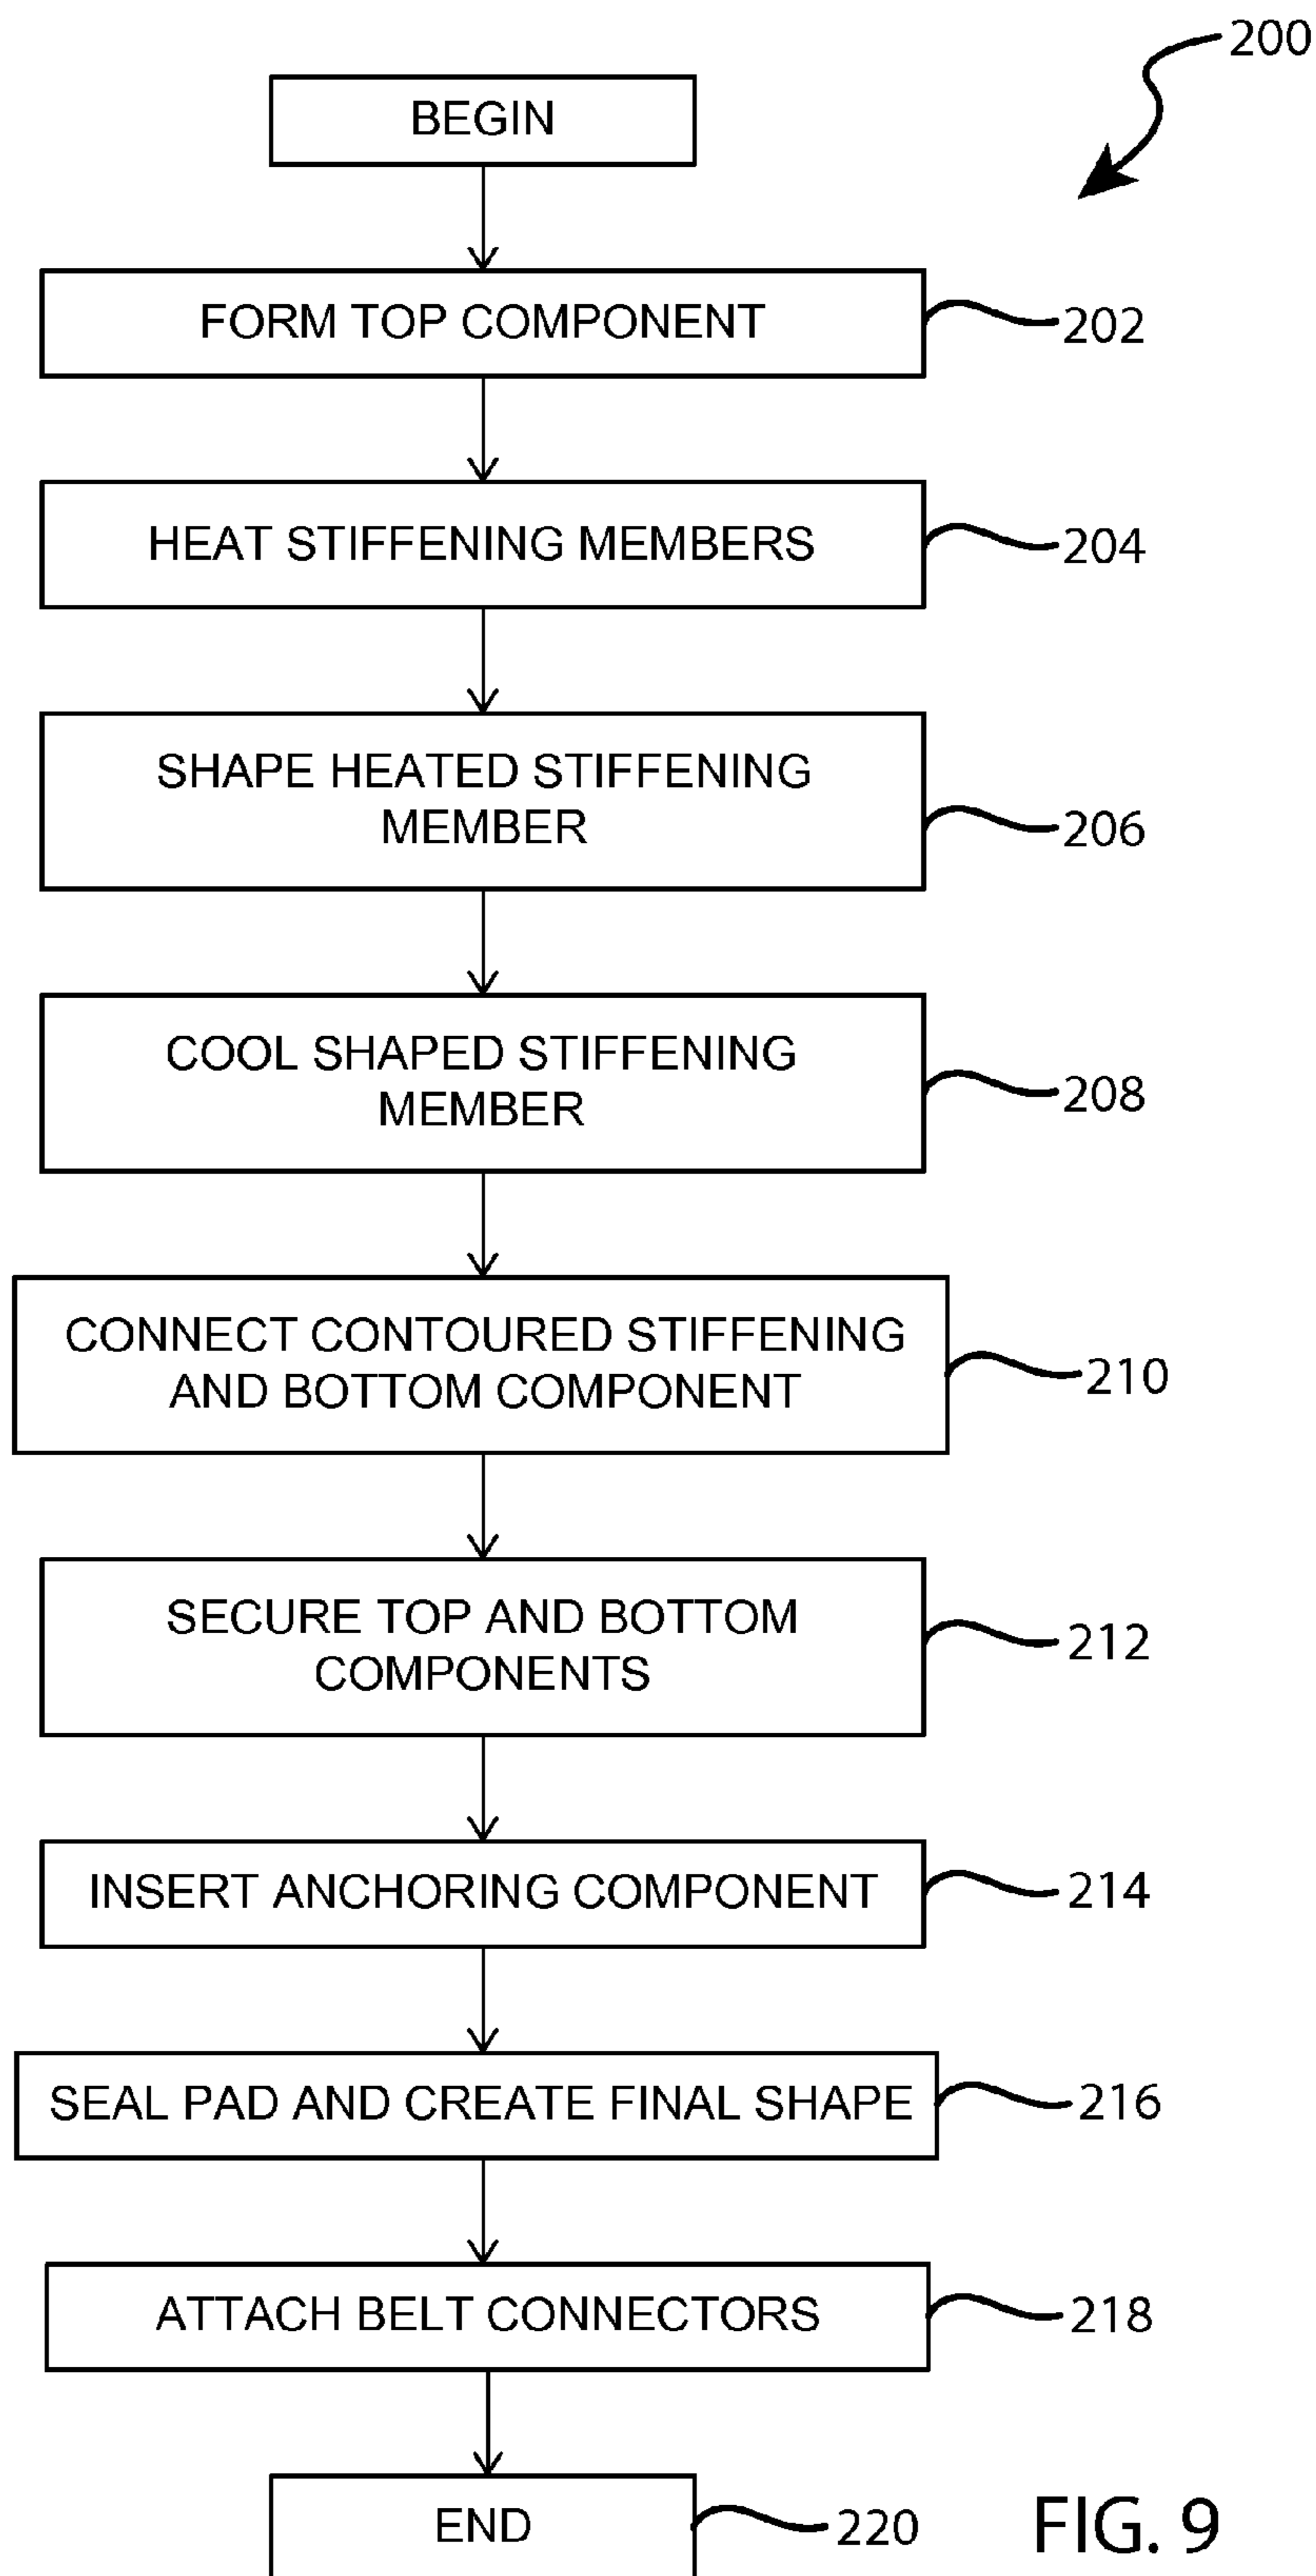 200
BEGIN
FORM TOP COMPONENT
202
HEAT STIFFENING MEMBERS
204
SHAPE HEATED STIFFENING
MEMBER
206
COOL SHAPED STIFFENING
MEMBER
208
CONNECT CONTOURED STIFFENING
AND BOTTOM COMPONENT
210
SECURE TOP AND BOTTOM
COMPONENTS
212
INSERT ANCHORING COMPONENT
214
SEAL PAD AND CREATE FINAL SHAPE
216
ATTACH BELT CONNECTORS
218
END
220
FIG. 9